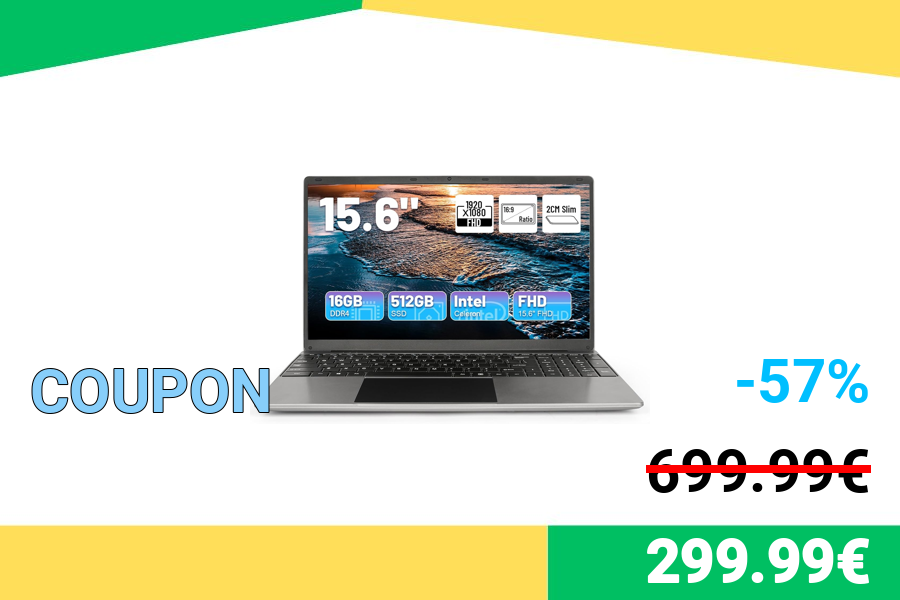 15.6"
1920
X1080
FHD
16:9
Ratio
2CM Slim
16GB
DDR4
512GB
SSD
Intel
Celeron
FHD
15.6" FHD
COUPON
-57%
699.99€
299.99€